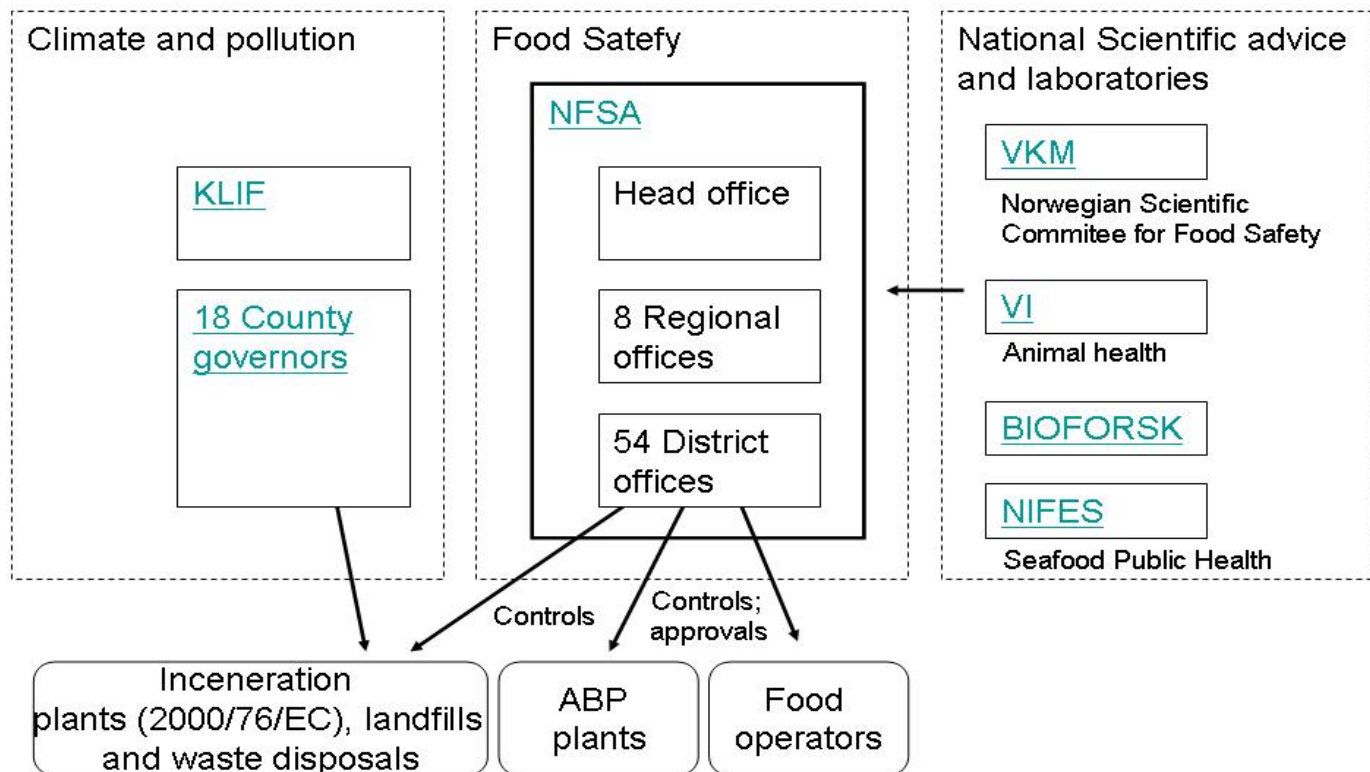 Climate and pollution
KLIF
18 County
governors
Food Satefy
NFSA
Head office
8 Regional
offices
54 District
offices
National Scientific advice
and laboratories
VKM
Norwegian Scientific
Commitee for Food Safety
VI
Animal health
BIOFORSK
NIFES
Seafood Public Health
Controls
Controls;
approvals
Inceneration
plants (2000/76/EC), landfills
and waste disposals
ABP
plants
Food
operators